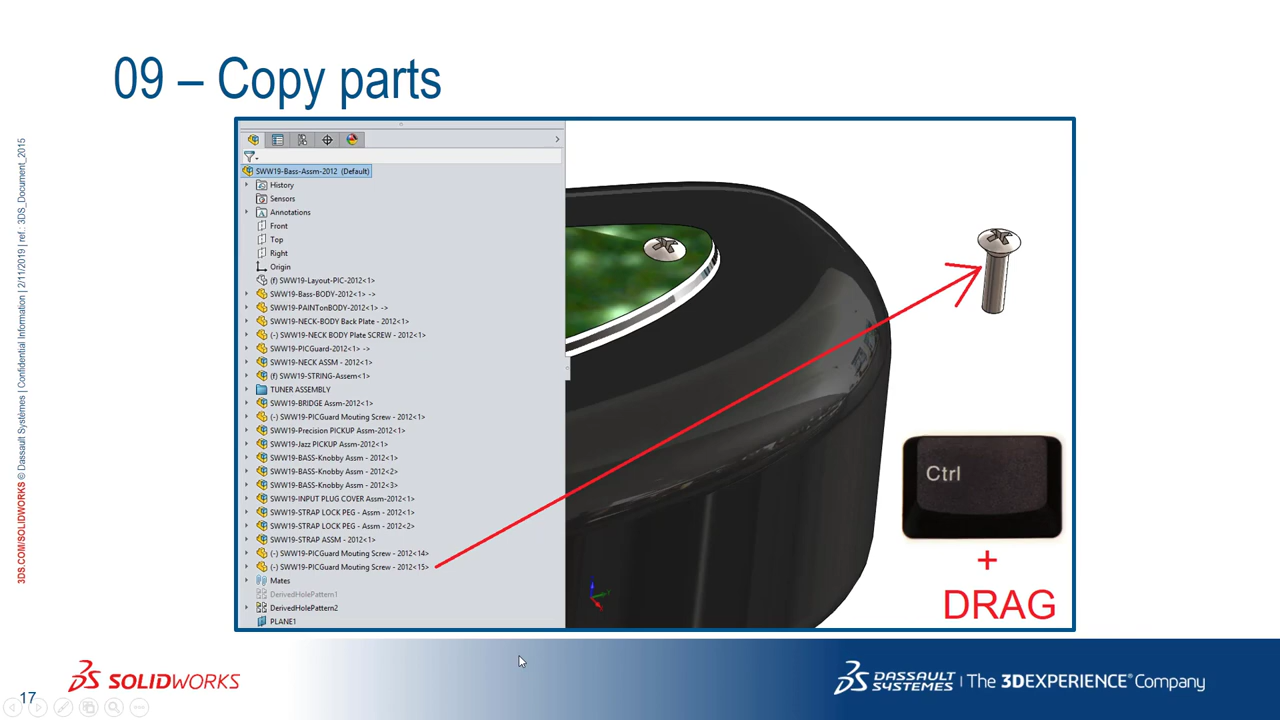 09 – Copy parts
SWW19-Bass-Assm-2012 (Default)
History
Sensors
Annotations
Front
Top
Right
Origin
(f) SWW19-Layout-PIC-2012<1>
SWW19-Bass-BODY-2012<1> ->
SWW19-PAINTonBODY-2012<1> ->
SWW19-NECK-BODY Back Plate - 2012<1>
(-) SWW19-NECK BODY Plate SCREW - 2012<1>
SWW19-PICGuard-2012<1> ->
SWW19-NECK ASSM - 2012<1>
(f) SWW19-STRING-Assem<1>
TUNER ASSEMBLY
SWW19-BRIDGE Assm-2012<1>
(-) SWW19-PICGuard Mouting Screw - 2012<1>
SWW19-Precision PICKUP Assm-2012<1>
SWW19-Jazz PICKUP Assm-2012<1>
SWW19-BASS-Knobby Assm - 2012<1>
SWW19-BASS-Knobby Assm - 2012<2>
SWW19-BASS-Knobby Assm - 2012<3>
SWW19-INPUT PLUG COVER Assm-2012<1>
SWW19-STRAP LOCK PEG - Assm - 2012<1>
SWW19-STRAP LOCK PEG - Assm - 2012<2>
SWW19-STRAP ASSM - 2012<1>
(-) SWW19-PICGuard Mouting Screw - 2012<14>
(-) SWW19-PICGuard Mouting Screw - 2012<15>
Mates
DerivedHolePattern1
DerivedHolePattern2
PLANE1
Ctrl
+
DRAG
3DS.COM/SOLIDWORKS © Dassault Systèmes | Confidential Information | 2/11/2019 | ref.: 3DS_Document_2015
17
SOLIDWORKS
DASSAULT SYSTEMES | The 3DEXPERIENCE® Company